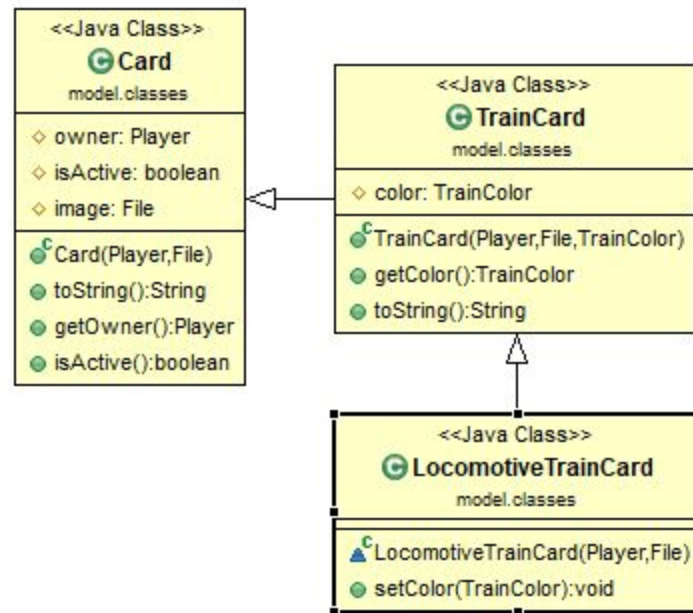 <<Java Class>>
Card
model.classes
owner: Player
isActive: boolean
image: File
Card(Player,File)
toString():String
getOwner():Player
isActive():boolean
<<Java Class>>
TrainCard
model.classes
color: TrainColor
TrainCard(Player,File,TrainColor)
getColor():TrainColor
toString():String
<<Java Class>>
LocomotiveTrainCard
model.classes
LocomotiveTrainCard(Player,File)
setColor(TrainColor):void